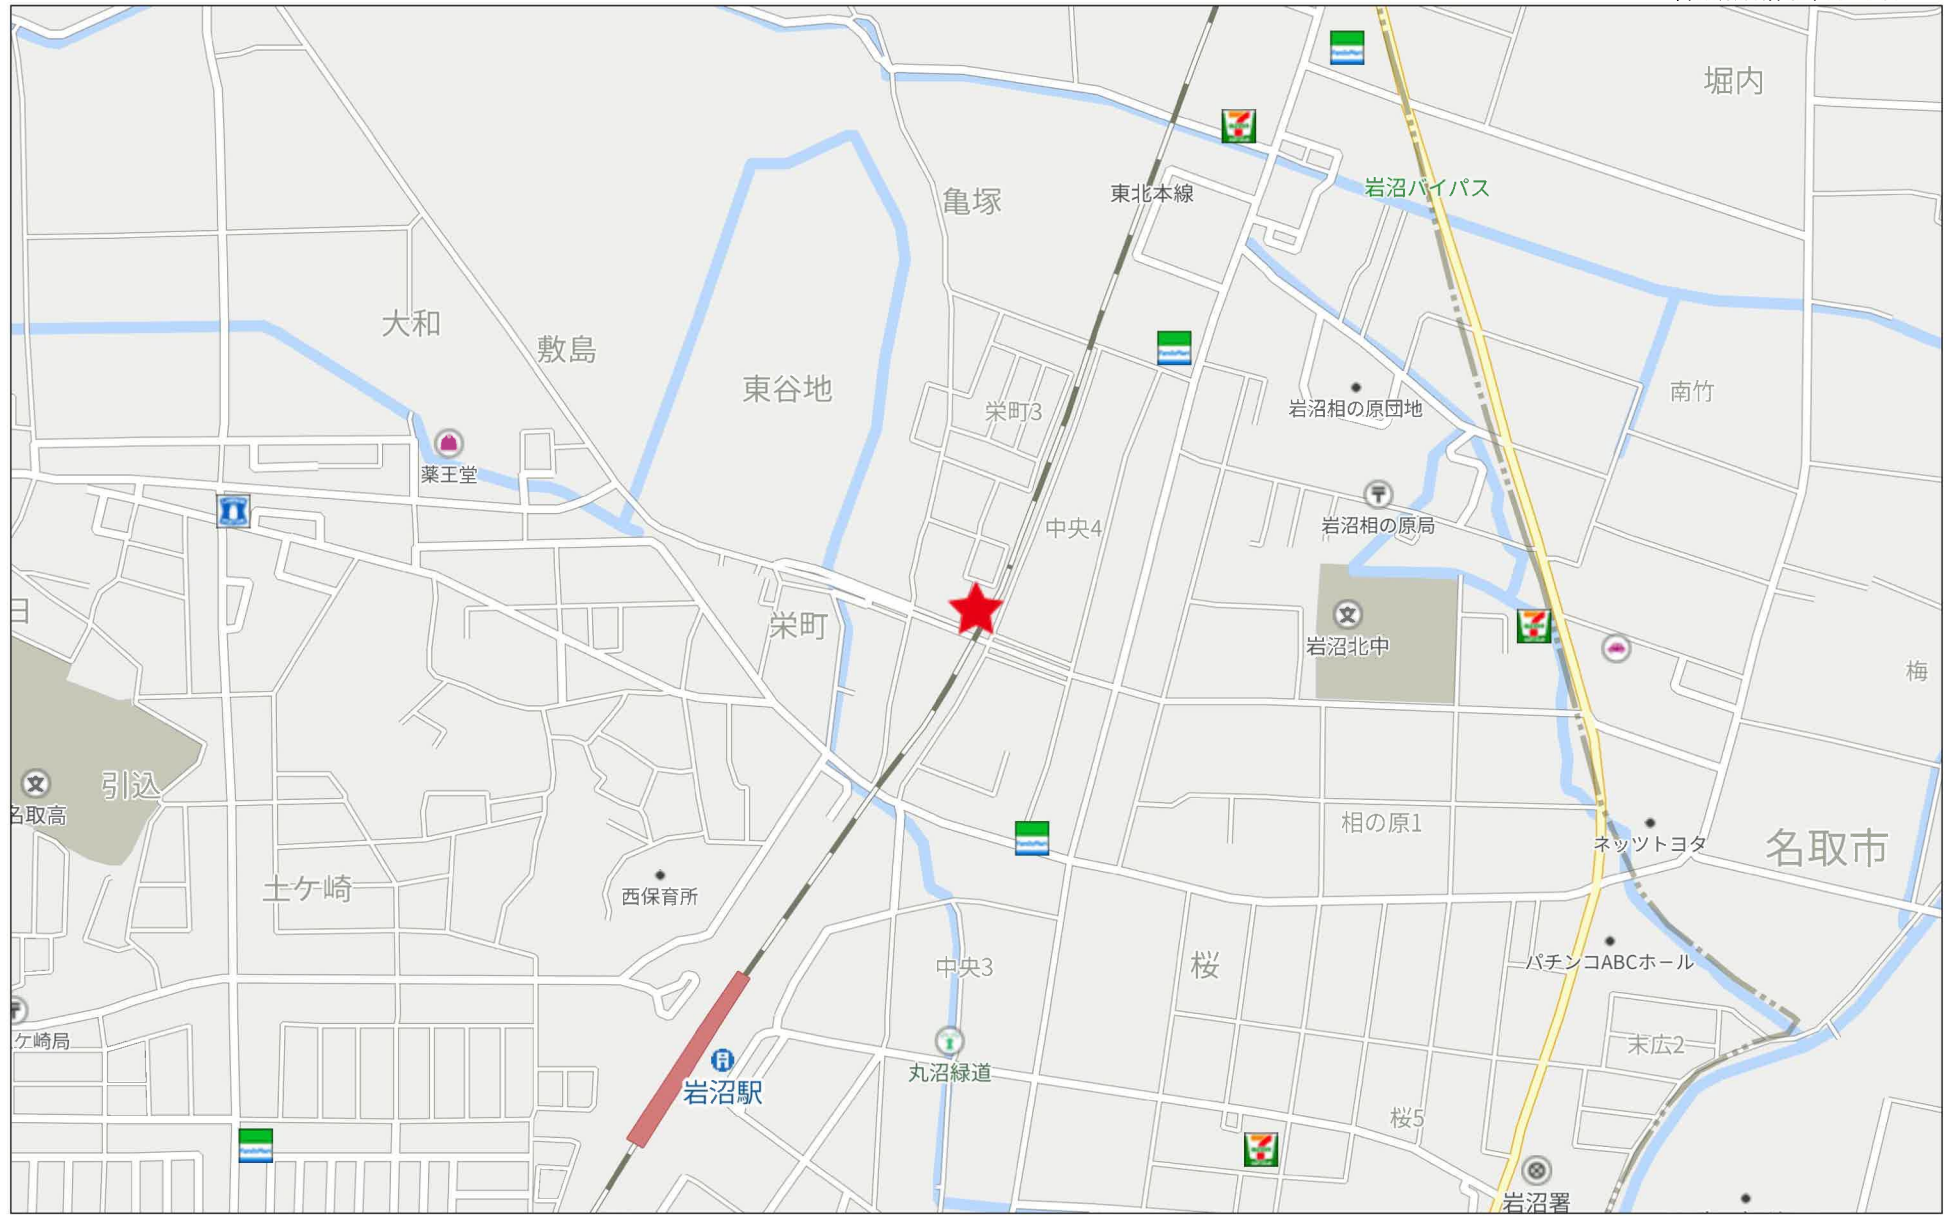 堀内
岩沼バイパス
亀塚
東北本線
大和
敷島
東谷地
栄町3
岩沼相の原団地
南竹
薬王堂
中央4
岩沼相の原局
日
栄町
岩沼北中
梅
引込
名取高
相の原1
ネッツトヨタ
名取市
土ケ崎
西保育所
中央3
桜
パチンコABCホール
ケ崎局
末広2
丸沼緑道
岩沼駅
桜5
岩沼署